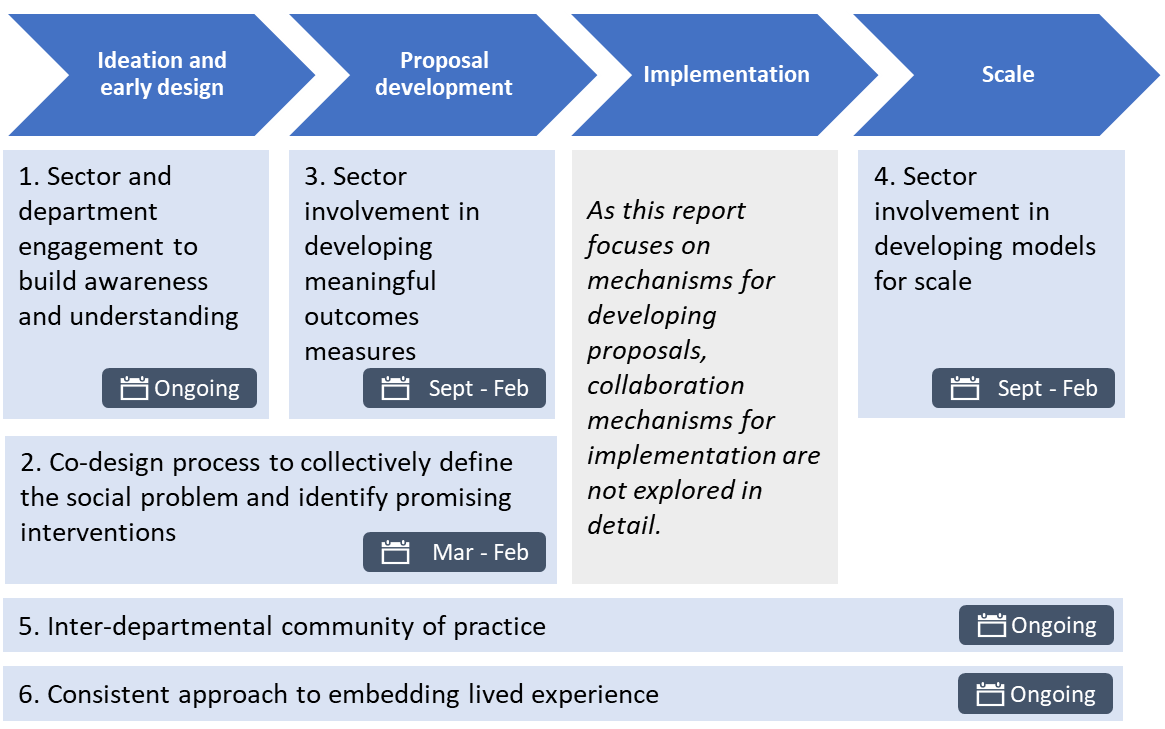 Ideation and
early design
Proposal
development
Implementation
Scale
1. Sector and
department
engagement to
build awareness
and understanding
Ongoing
3. Sector
involvement in
developing
meaningful
outcomes
measures
Sept - Feb
As this report
focuses on
mechanisms for
developing
proposals,
collaboration
mechanisms for
implementation are
not explored in
detail.
4. Sector
involvement in
developing models
for scale
Sept - Feb
2. Co-design process to collectively define
the social problem and identify promising
interventions
Mar - Feb
5. Inter-departmental community of practice
Ongoing
6. Consistent approach to embedding lived experience
Ongoing